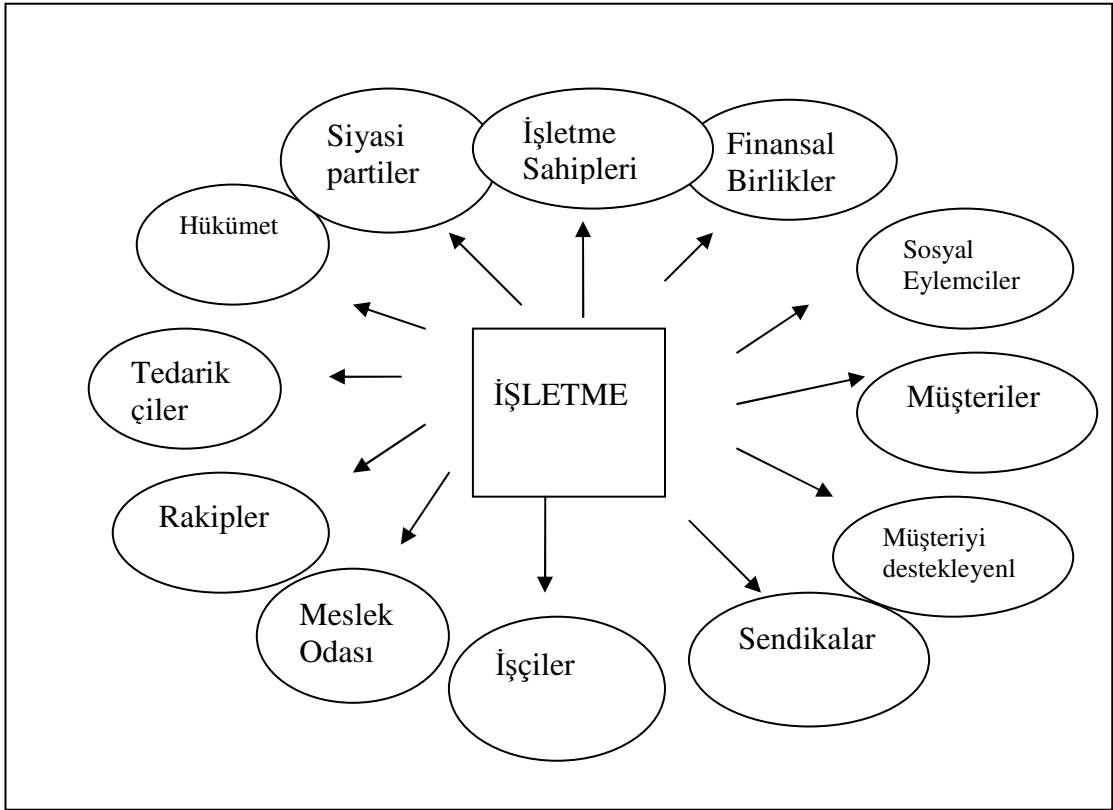 Siyasi
partiler
İşletme
Sahipleri
Finansal
Birlikler
Hükümet
Sosyal
Eylemciler
Tedarik
çiler
İŞLETME
Müşteriler
Rakipler
Müşteriyi
destekleyenl
Meslek
Odası
İşçiler
Sendikalar